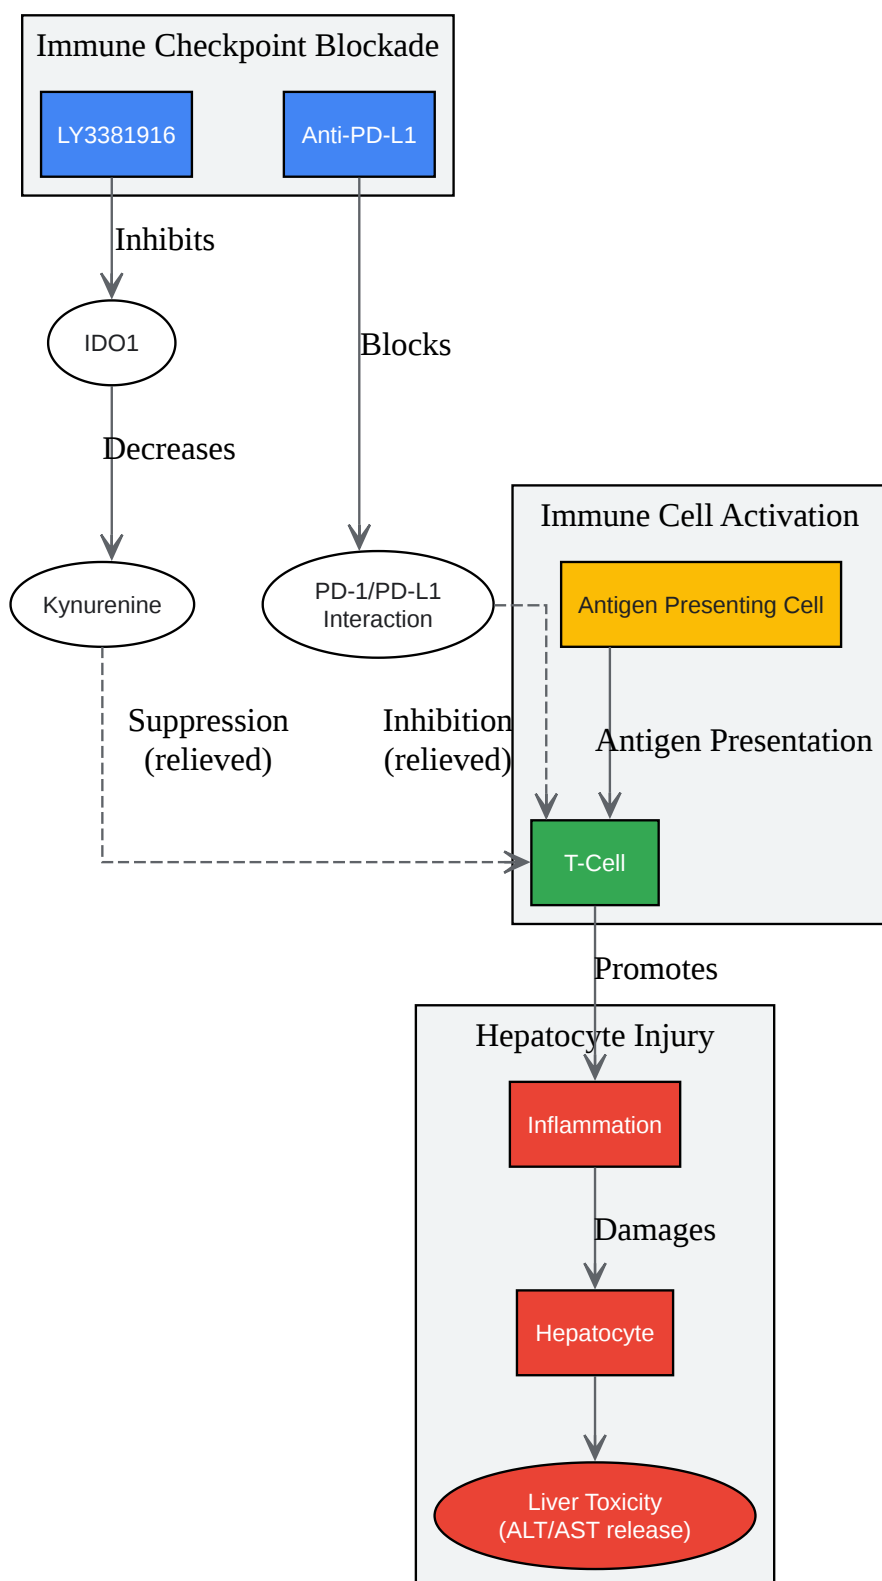 Immune Checkpoint Blockade
LY3381916
Anti-PD-L1
Inhibits
IDO1
Blocks
Decreases
Immune Cell Activation
Kynurenine
PD-1/PD-L1
Interaction
Antigen Presenting Cell
Suppression
(relieved)
Inhibition
(relieved)
Antigen Presentation
T-Cell
Promotes
Hepatocyte Injury
Inflammation
Damages
Hepatocyte
Liver Toxicity
(ALT/AST release)